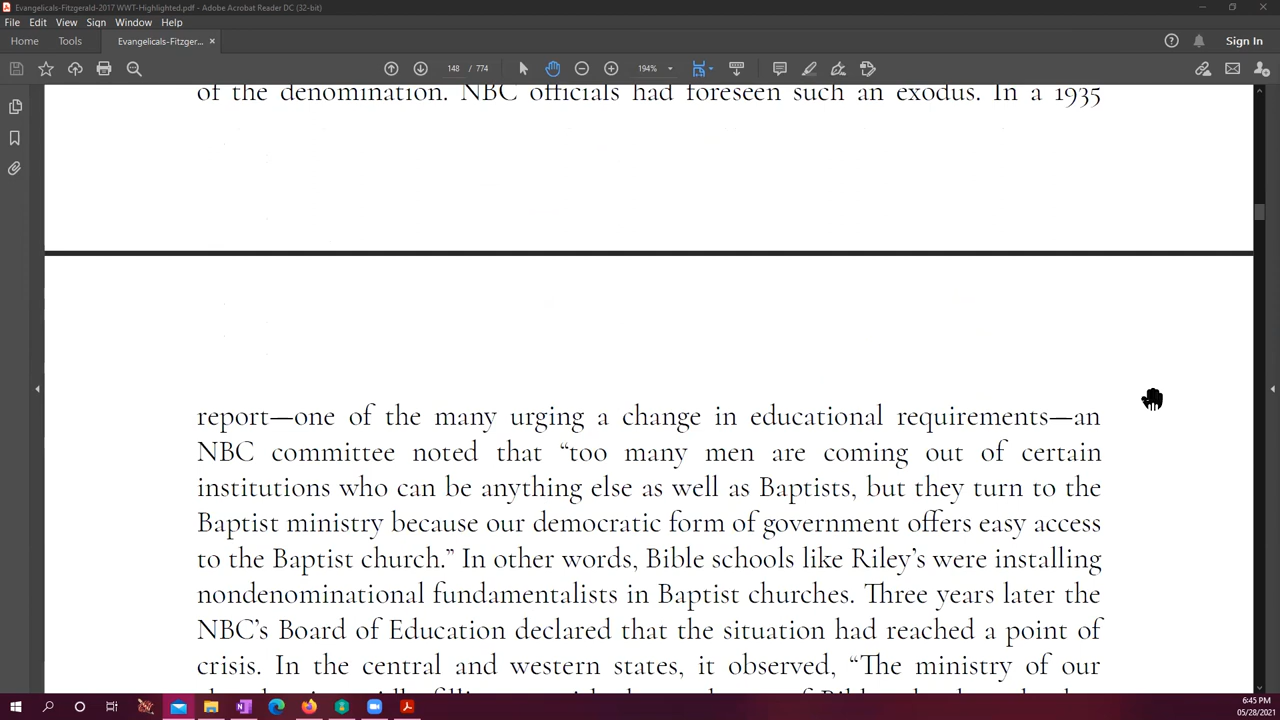 Evangelicals-Fitzgerald-2017 WWT-Highlighted.pdf - Adobe Acrobat Reader DC (32-bit)
File Edit View Sign Window Help
Home Tools Evangelicals-Fitzger... × Sign In
148 / 774 194%
of the denomination. NBC officials had foreseen such an exodus. In a 1935
report—one of the many urging a change in educational requirements—an
NBC committee noted that “too many men are coming out of certain
institutions who can be anything else as well as Baptists, but they turn to the
Baptist ministry because our democratic form of government offers easy access
to the Baptist church.” In other words, Bible schools like Riley’s were installing
nondenominational fundamentalists in Baptist churches. Three years later the
NBC’s Board of Education declared that the situation had reached a point of
crisis. In the central and western states, it observed, “The ministry of our
6:45 PM
05/28/2021